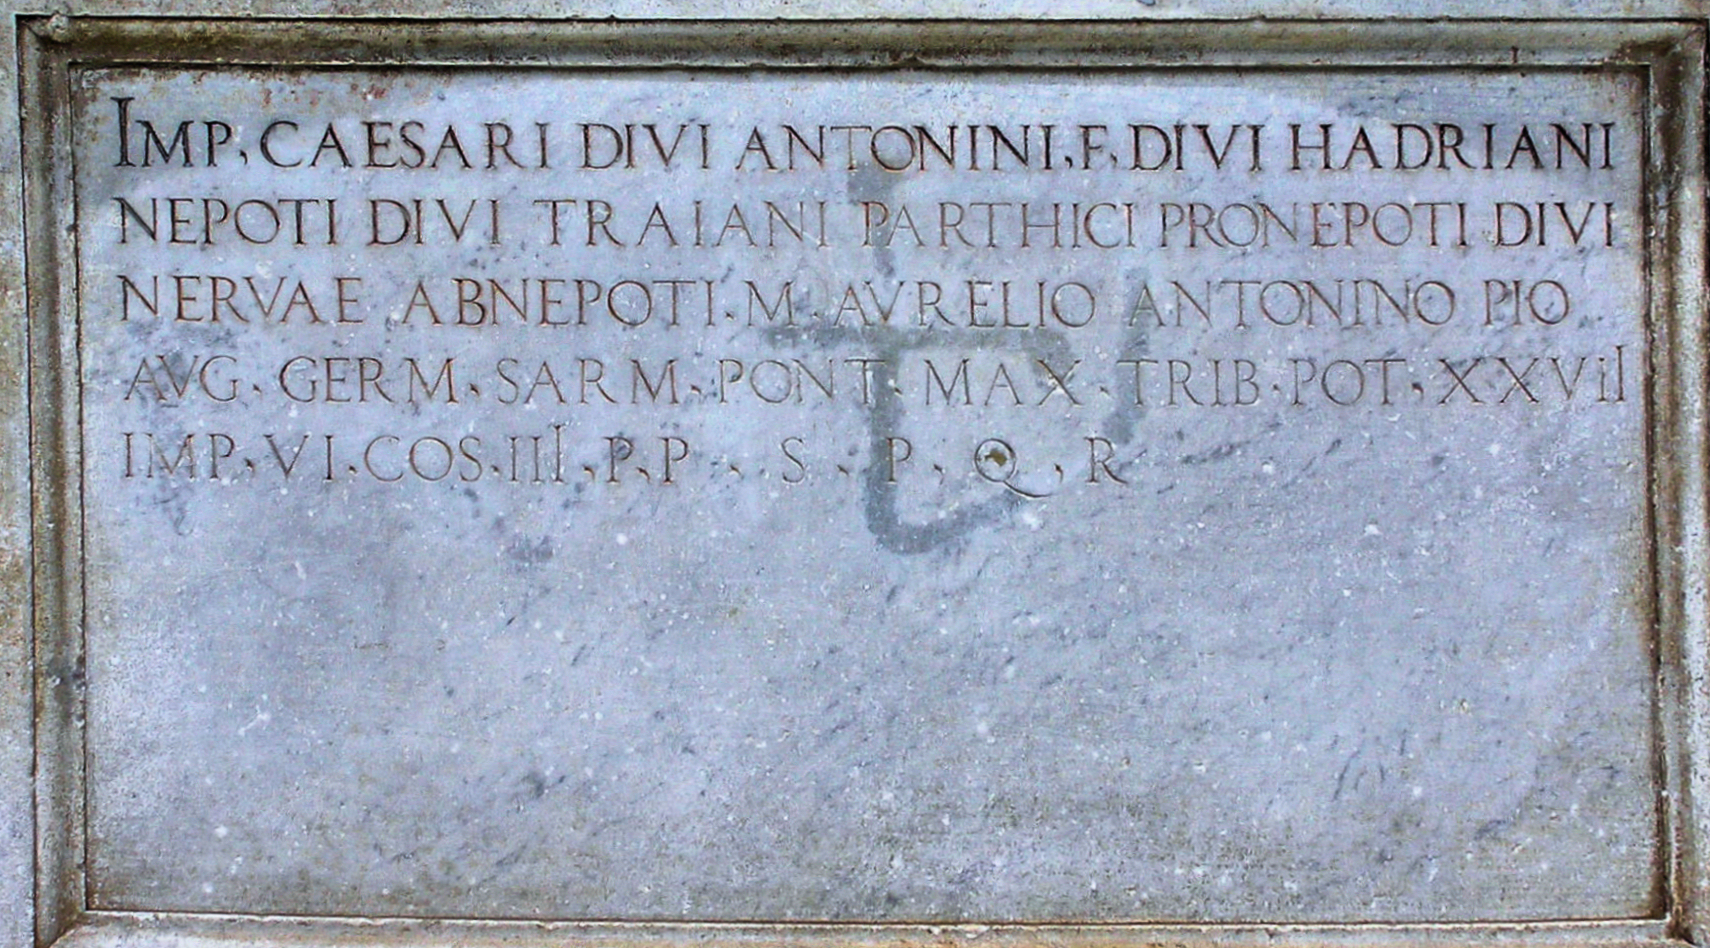 IMP. CAESARI DIVI ANTONINI. F. DIVI HADRIANI
NEPOTI DIVI TRAIANI PARTHICI PRONEPOTI DIVI
NERVAE ABNEPOTI. M. AVRELIO ANTONINO PIO
AVG. GERM. SARM. PONT. MAX. TRIB. POT. XXVII
IMP. VI. COS. III. P. P. S. P. Q. R